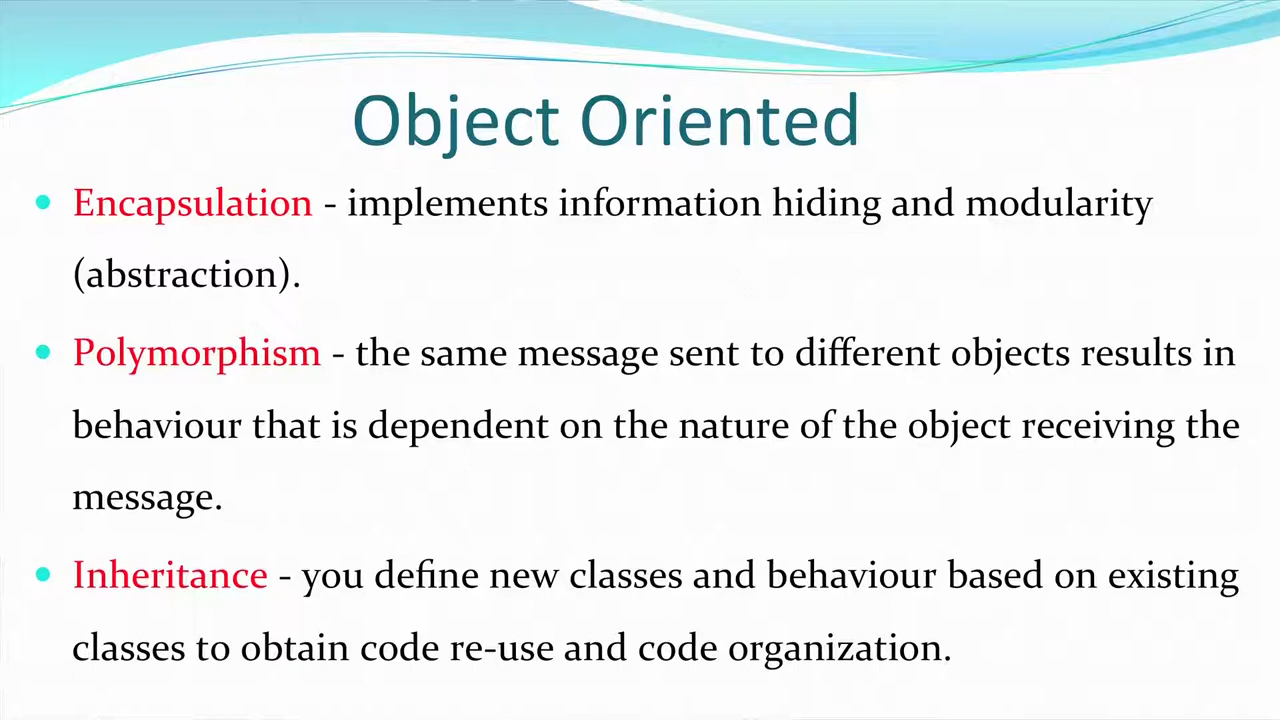 Object Oriented
• Encapsulation - implements information hiding and modularity
(abstraction).
• Polymorphism - the same message sent to different objects results in
behaviour that is dependent on the nature of the object receiving the
message.
• Inheritance - you define new classes and behaviour based on existing
classes to obtain code re-use and code organization.